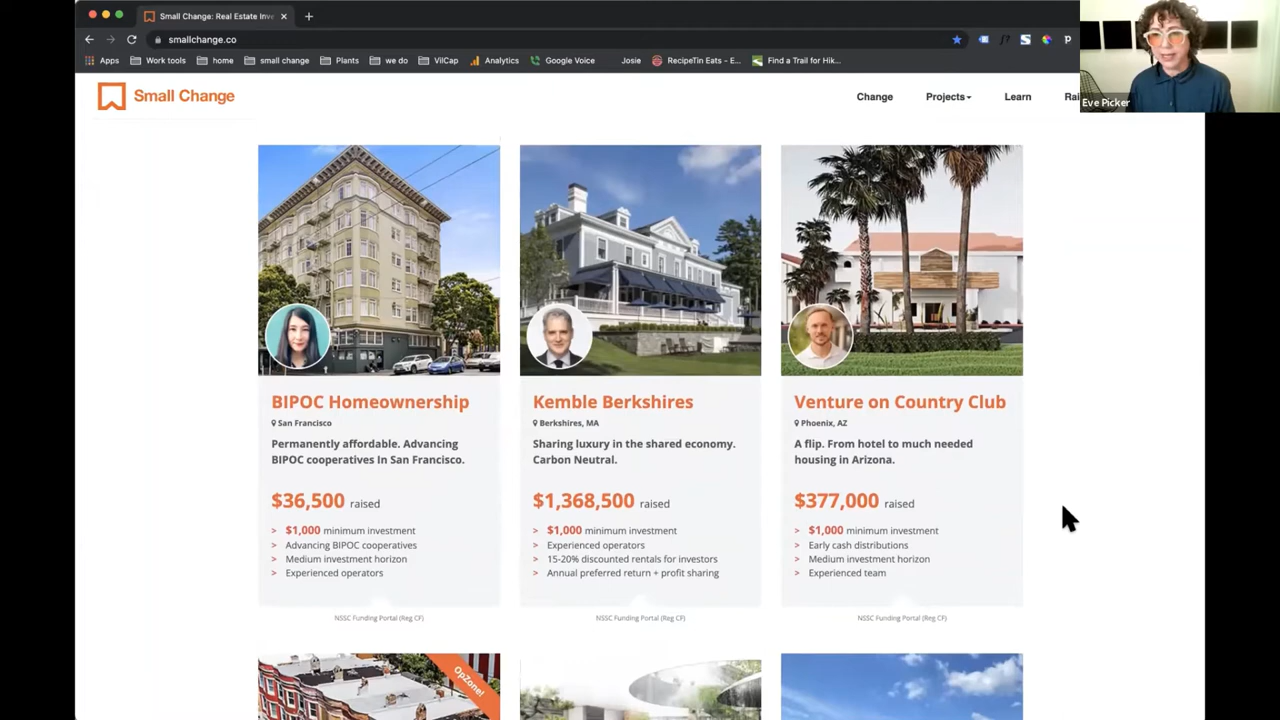 Small Change: Real Estate Inve
smallchange.co
Apps Work tools home small change Plants we do VilCap Analytics Google Voice Josie RecipeTin Eats - E... Find a Trail for Hik...
Small Change
Change Projects Learn Rai
Eve Picker
BIPOC Homeownership
San Francisco
Permanently affordable. Advancing
BIPOC cooperatives In San Francisco.
$36,500 raised
> $1,000 minimum investment
> Advancing BIPOC cooperatives
> Medium investment horizon
> Experienced operators
NSSC Funding Portal (Reg CF)
Kemble Berkshires
Berkshires, MA
Sharing luxury in the shared economy.
Carbon Neutral.
$1,368,500 raised
> $1,000 minimum investment
> Experienced operators
> 15-20% discounted rentals for investors
> Annual preferred return + profit sharing
NSSC Funding Portal (Reg CF)
Venture on Country Club
Phoenix, AZ
A flip. From hotel to much needed
housing in Arizona.
$377,000 raised
> $1,000 minimum investment
> Early cash distributions
> Medium investment horizon
> Experienced team
NSSC Funding Portal (Reg CF)
OpZone!